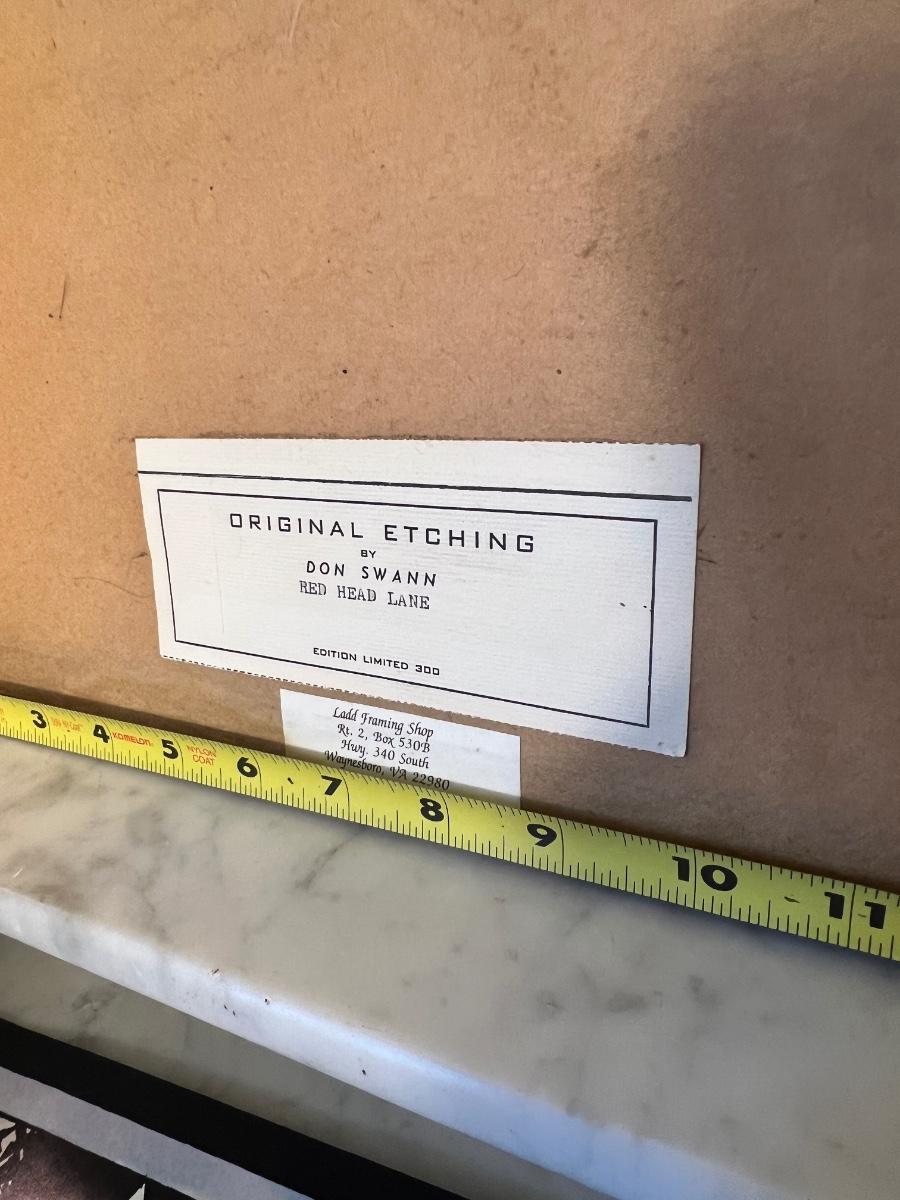 ORIGINAL ETCHING
BY
DON SWANN
RED HEAD LANE
EDITION LIMITED 300
Ladd Framing Shop
Rt. 2, Box 530B
Hwy. 340 South
Waynesboro, VA 22980
3 4 KOMELON 5 NYLON COAT 6 7 8 9 10 11